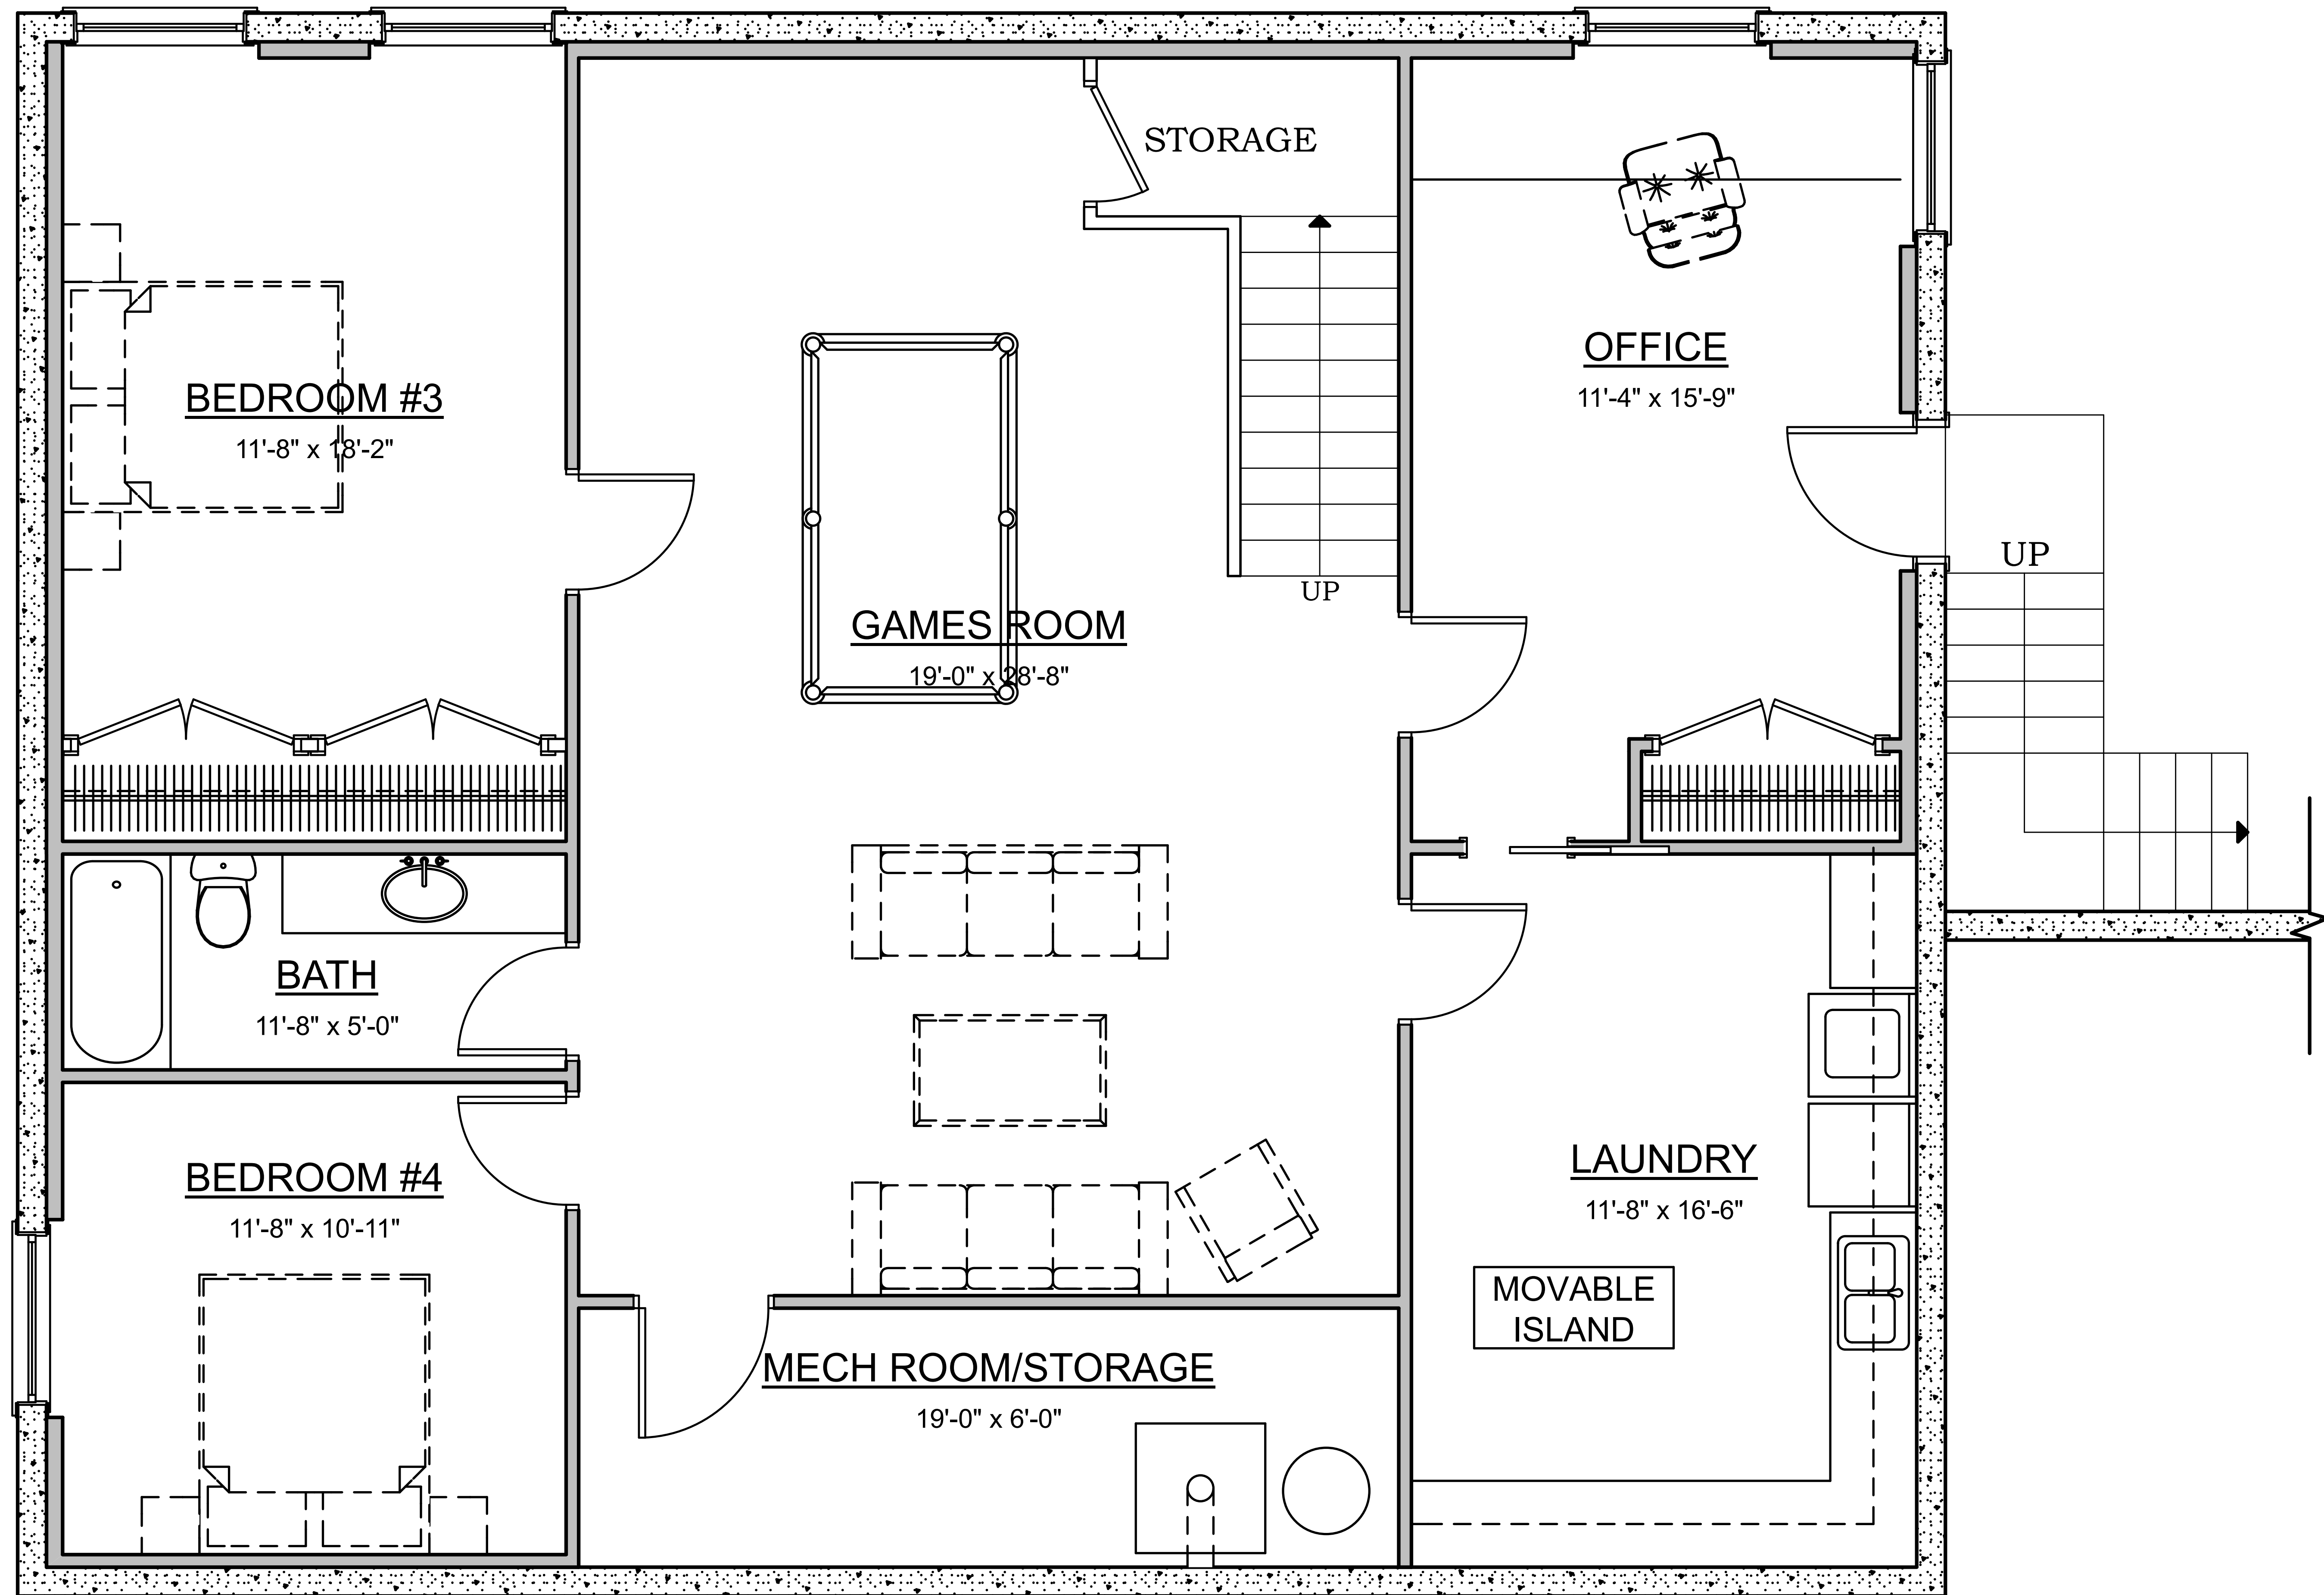 STORAGE
OFFICE
11'-4" x 15'-9"
BEDROOM #3
11'-8" x 18'-2"
UP
UP
GAMES ROOM
19'-0" x 28'-8"
BATH
11'-8" x 5'-0"
BEDROOM #4
11'-8" x 10'-11"
LAUNDRY
11'-8" x 16'-6"
MOVABLE
ISLAND
MECH ROOM/STORAGE
19'-0" x 6'-0"